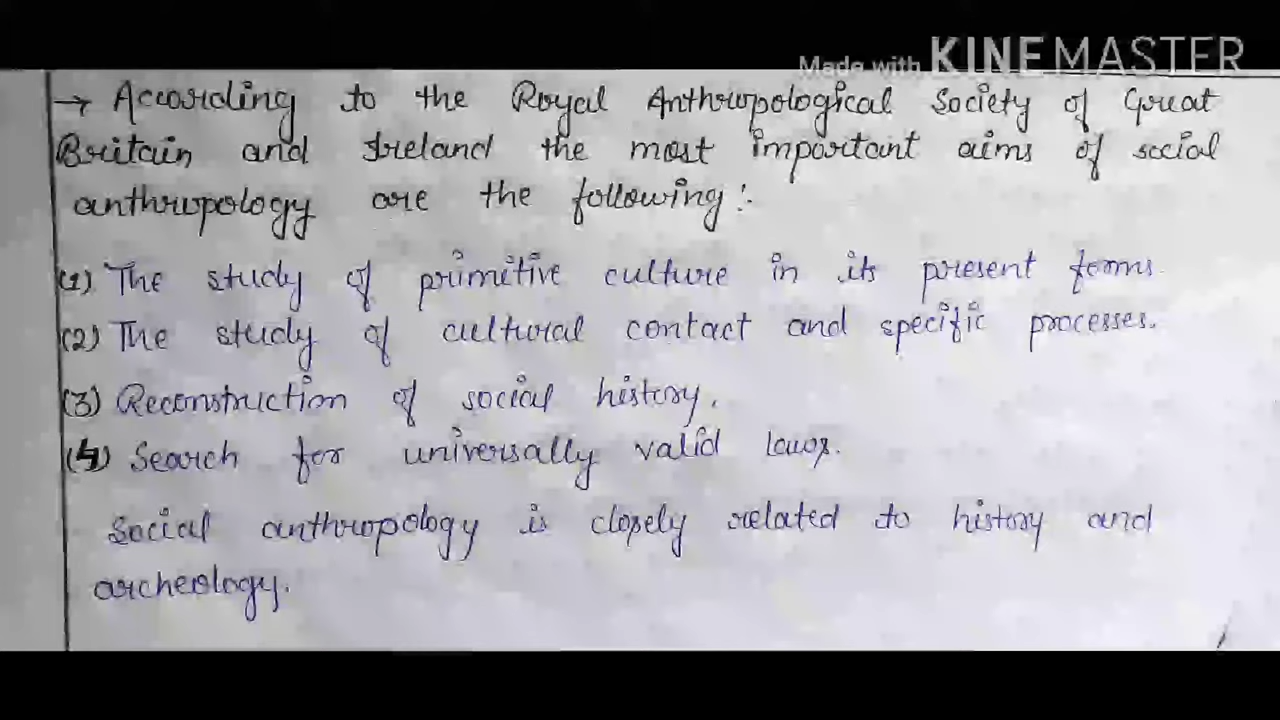 Made with KINEMASTER
→ According to the Royal Anthropological Society of Great
Britain and Ireland the most important aims of social
anthropology are the following :-
(1) The study of primitive culture in its present forms.
(2) The study of cultural contact and specific processes.
(3) Reconstruction of social history.
(4) Search for universally valid laws.
Social anthropology is closely related to history and
archeology.